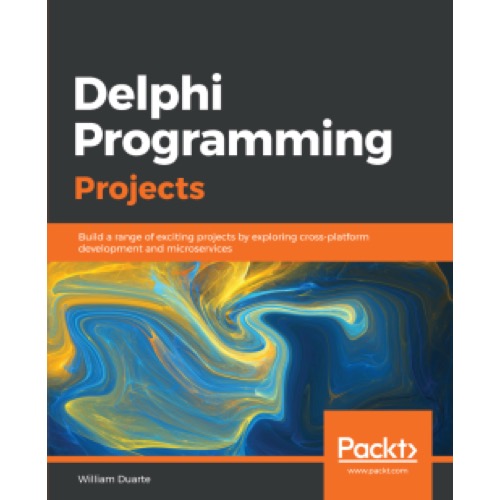 Delphi
Programming
Projects
Build a range of exciting projects by exploring cross-platform
development and microservices
Packt>
www.packt.com
William Duarte